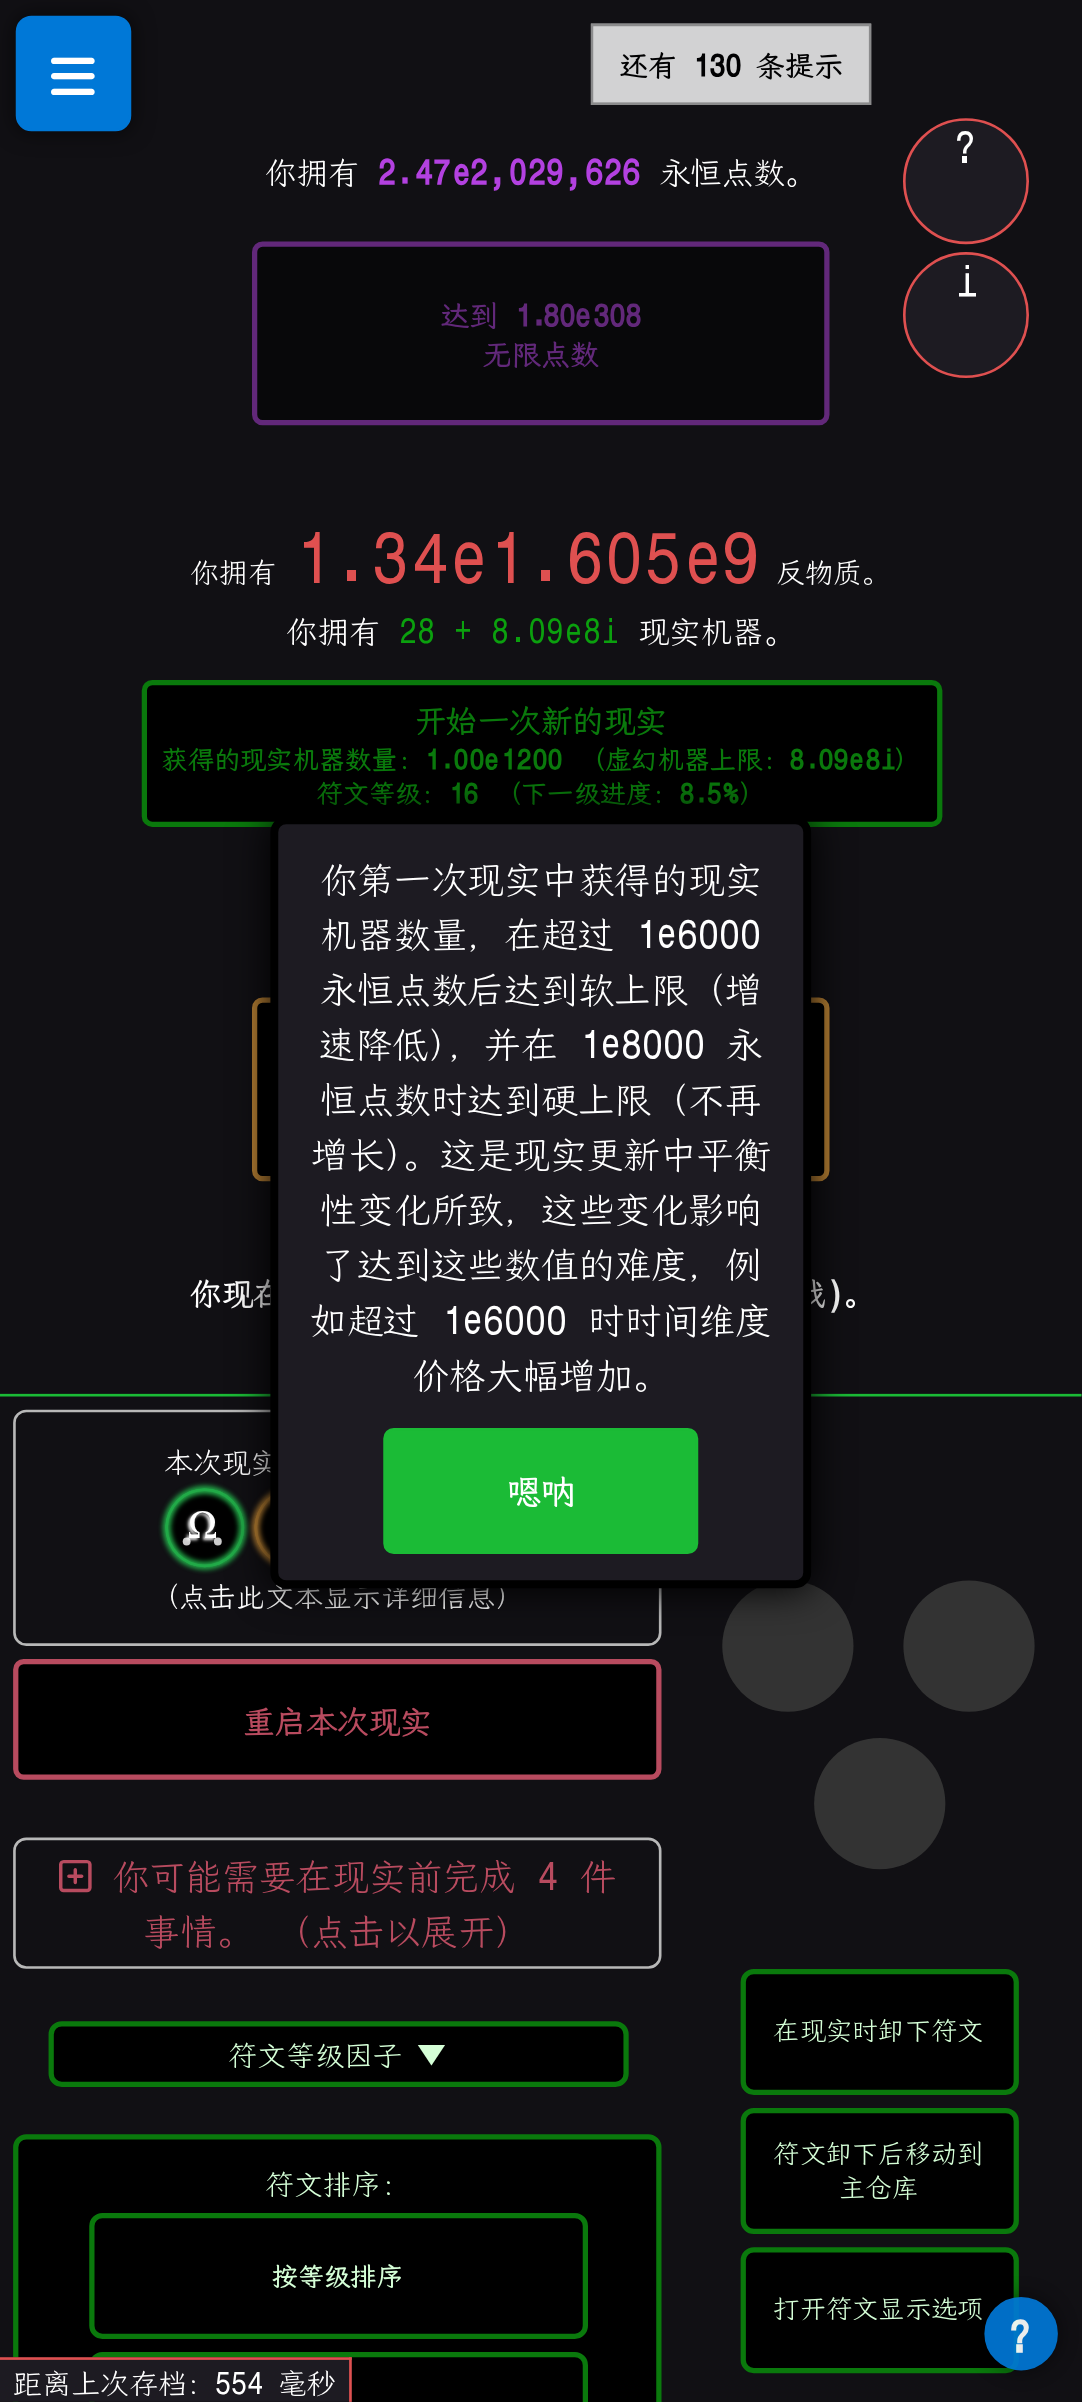 还有 130 条提示
?
你拥有 2.47e2,029,626 永恒点数。
i
达到 1.80e308
无限点数
你拥有 1.34e1.605e9 反物质。
你拥有 28 + 8.09e8i 现实机器。
开始一次新的现实
获得的现实机器数量: 1.00e1200 (虚幻机器上限: 8.09e8i)
符文等级: 16 (下一级进度: 8.5%)
你第一次现实中获得的现实
机器数量, 在超过 1e6000
永恒点数后达到软上限 (增
速降低), 并在 1e8000 永
恒点数时达到硬上限 (不再
增长)。这是现实更新中平衡
性变化所致, 这些变化影响
了达到这些数值的难度, 例
如超过 1e6000 时时间维度
价格大幅增加。
嗯呐
你现在
)。
本次现实
Ω
(点击此文本显示详细信息)
重启本次现实
你可能需要在现实前完成 4 件
事情。 (点击以展开)
符文等级因子 ▼
符文排序:
按等级排序
在现实时卸下符文
符文卸下后移动到
主仓库
打开符文显示选项
?
距离上次存档: 554 毫秒